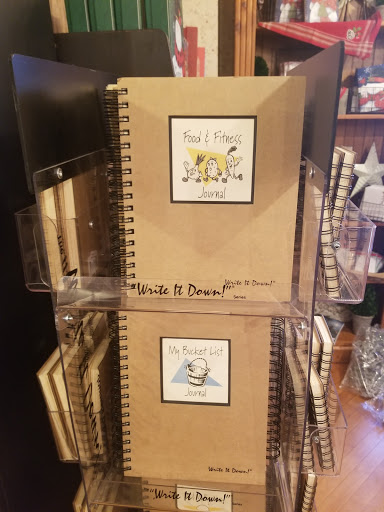 Food & Fitness
Journal
Write It Down!"
"Write It Down!"
Series
My Bucket List
Journal
Write It Down!"
"Write It Down!"